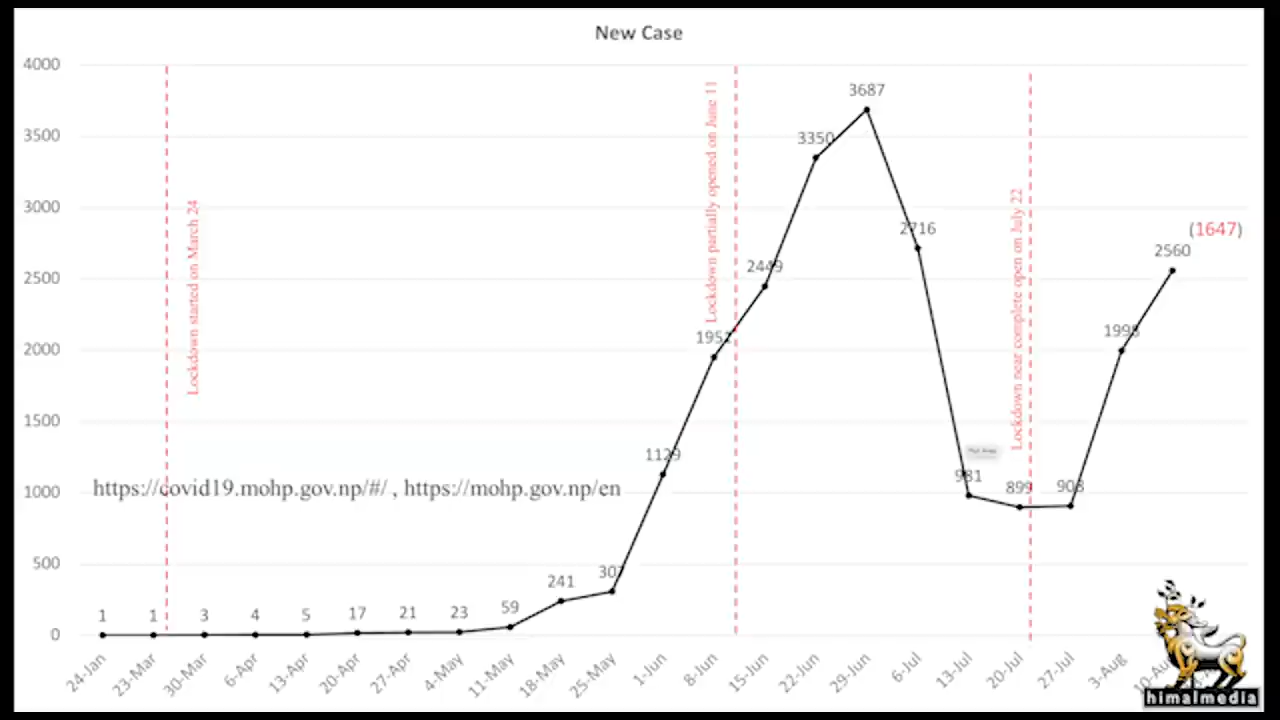 New Case
4000
3500
3000
2500
2000
1500
1000
500
0
Lockdown started on March 24
Lockdown partially opened on June 11
Lockdown near complete open on July 22
https://covid19.mohp.gov.np/#/ , https://mohp.gov.np/en
1
1
3
4
5
17
21
23
59
241
307
1129
1951
2449
3350
3687
2716
981
899
903
1998
2560
(1647)
24-Jan
23-Mar
30-Mar
6-Apr
13-Apr
20-Apr
27-Apr
4-May
11-May
18-May
25-May
1-Jun
8-Jun
15-Jun
22-Jun
29-Jun
6-Jul
13-Jul
20-Jul
27-Jul
3-Aug
himalmedia